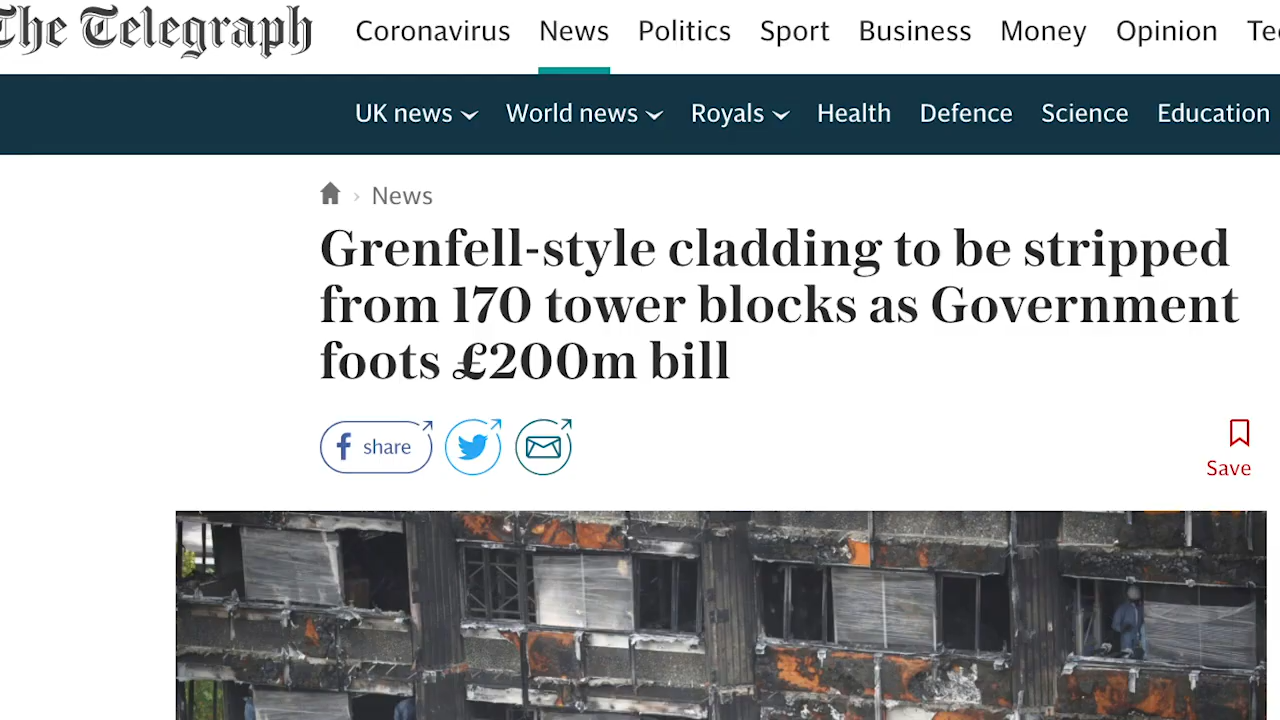 The Telegraph
Coronavirus News Politics Sport Business Money Opinion Te
UK news World news Royals Health Defence Science Education
News
Grenfell-style cladding to be stripped
from 170 tower blocks as Government
foots £200m bill
share
Save